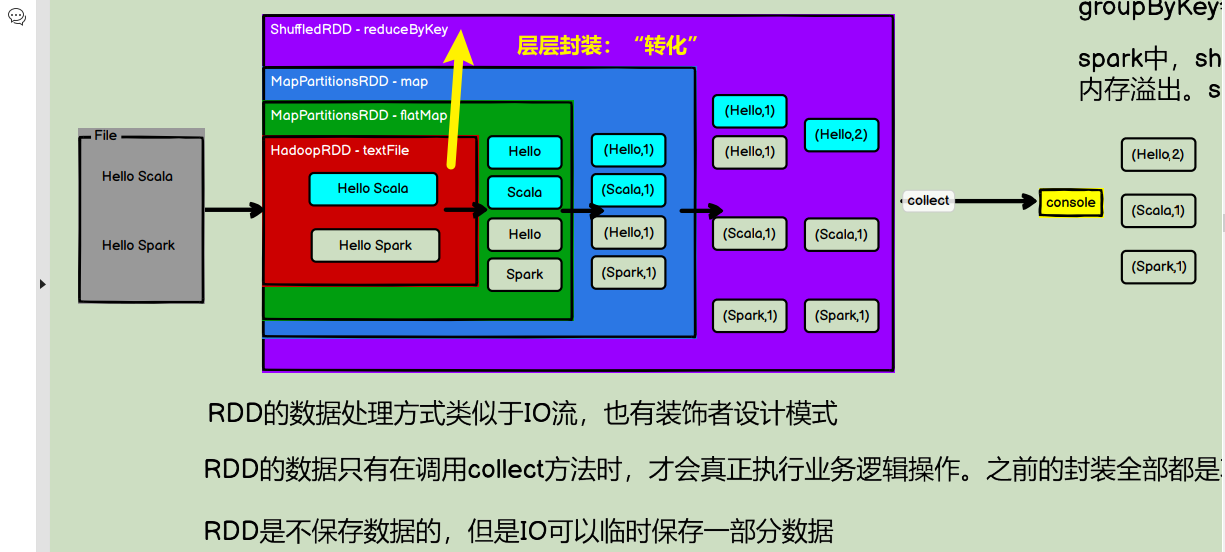 groupByKey
spark中，sh
内存溢出。s
ShuffledRDD - reduceByKey
层层封装：“转化”
MapPartitionsRDD - map
MapPartitionsRDD - flatMap
HadoopRDD - textFile
File
Hello Scala
Hello Spark
Hello Scala
Hello Spark
Hello
Scala
Hello
Spark
(Hello,1)
(Scala,1)
(Hello,1)
(Spark,1)
(Hello,1)
(Hello,1)
(Scala,1)
(Spark,1)
(Hello,2)
(Scala,1)
(Spark,1)
collect
console
(Hello,2)
(Scala,1)
(Spark,1)
RDD的数据处理方式类似于IO流，也有装饰者设计模式
RDD的数据只有在调用collect方法时，才会真正执行业务逻辑操作。之前的封装全部都是
RDD是不保存数据的，但是IO可以临时保存一部分数据